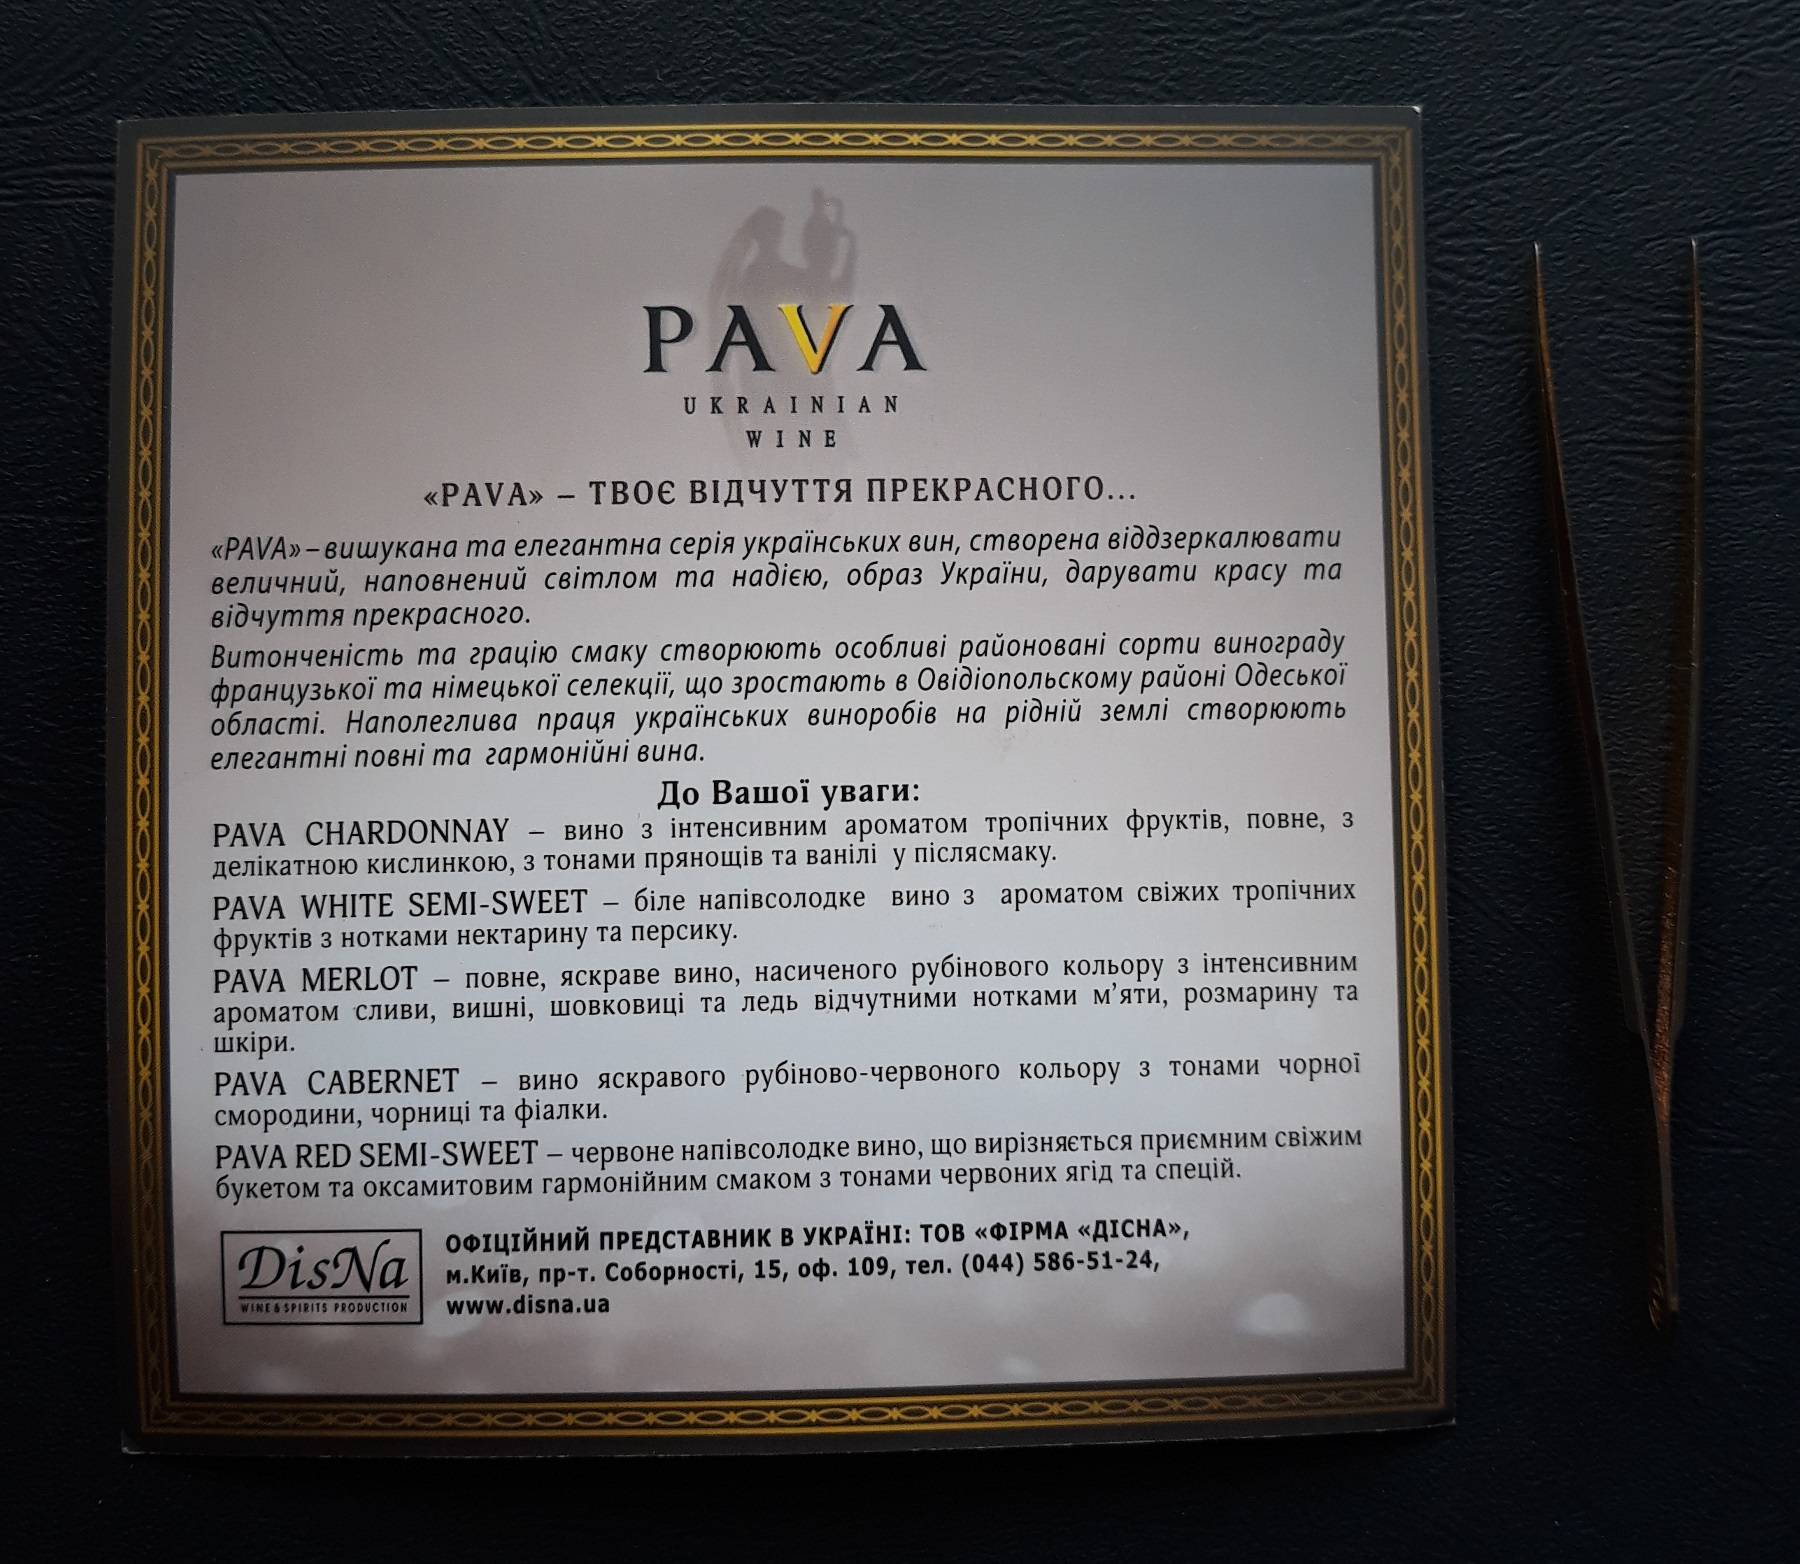 PAVA
UKRAINIAN
WINE
«PAVA» – ТВОЄ ВІДЧУТТЯ ПРЕКРАСНОГО...
«PAVA» – вишукана та елегантна серія українських вин, створена віддзеркалювати
величний, наповнений світлом та надією, образ України, дарувати красу та
відчуття прекрасного.
Витонченість та грацію смаку створюють особливі районовані сорти винограду
французької та німецької селекції, що зростають в Овідіопольському районі Одеської
області. Наполеглива праця українських виноробів на рідній землі створюють
елегантні повні та гармонійні вина.
До Вашої уваги:
PAVA CHARDONNAY – вино з інтенсивним ароматом тропічних фруктів, повне, з
делікатною кислинкою, з тонами прянощів та ванілі у післясмаку.
PAVA WHITE SEMI-SWEET – біле напівсолодке вино з ароматом свіжих тропічних
фруктів з нотками нектарину та персику.
PAVA MERLOT – повне, яскраве вино, насиченого рубінового кольору з інтенсивним
ароматом сливи, вишні, шовковиці та ледь відчутними нотками м’яти, розмарину та
шкіри.
PAVA CABERNET – вино яскравого рубіново-червоного кольору з тонами чорної
смородини, чорниці та фіалки.
PAVA RED SEMI-SWEET – червоне напівсолодке вино, що вирізняється приємним свіжим
букетом та оксамитовим гармонійним смаком з тонами червоних ягід та спецій.
DisNa
WINE & SPIRITS PRODUCTION
ОФІЦІЙНИЙ ПРЕДСТАВНИК В УКРАЇНІ: ТОВ «ФІРМА «ДІСНА»,
м.Київ, пр-т. Соборності, 15, оф. 109, тел. (044) 586-51-24,
www.disna.ua